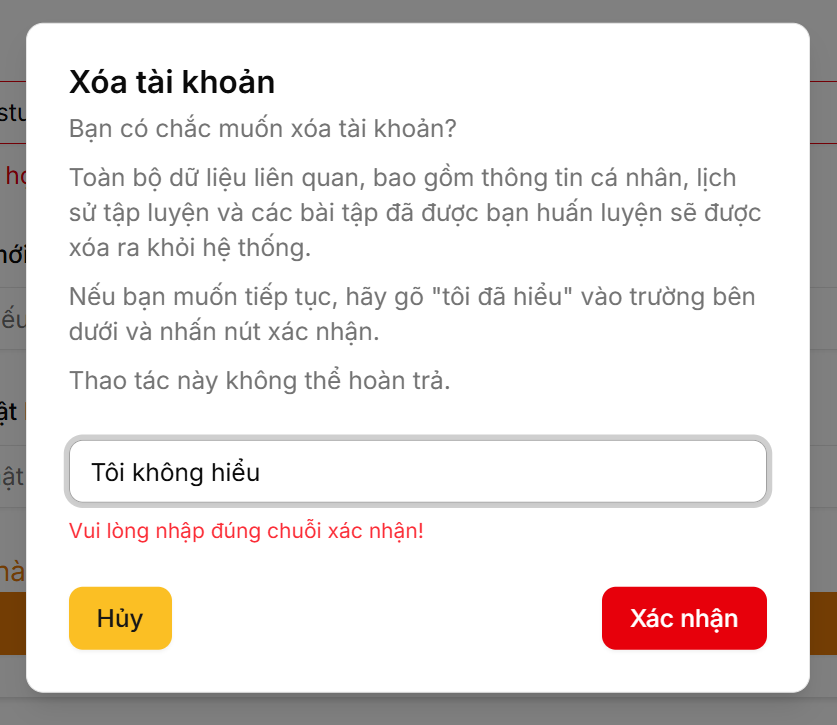 Xóa tài khoản
Bạn có chắc muốn xóa tài khoản?
Toàn bộ dữ liệu liên quan, bao gồm thông tin cá nhân, lịch
sử tập luyện và các bài tập đã được bạn huấn luyện sẽ được
xóa ra khỏi hệ thống.
Nếu bạn muốn tiếp tục, hãy gõ "tôi đã hiểu" vào trường bên
dưới và nhấn nút xác nhận.
Thao tác này không thể hoàn trả.
Tôi không hiểu
Vui lòng nhập đúng chuỗi xác nhận!
Hủy
Xác nhận